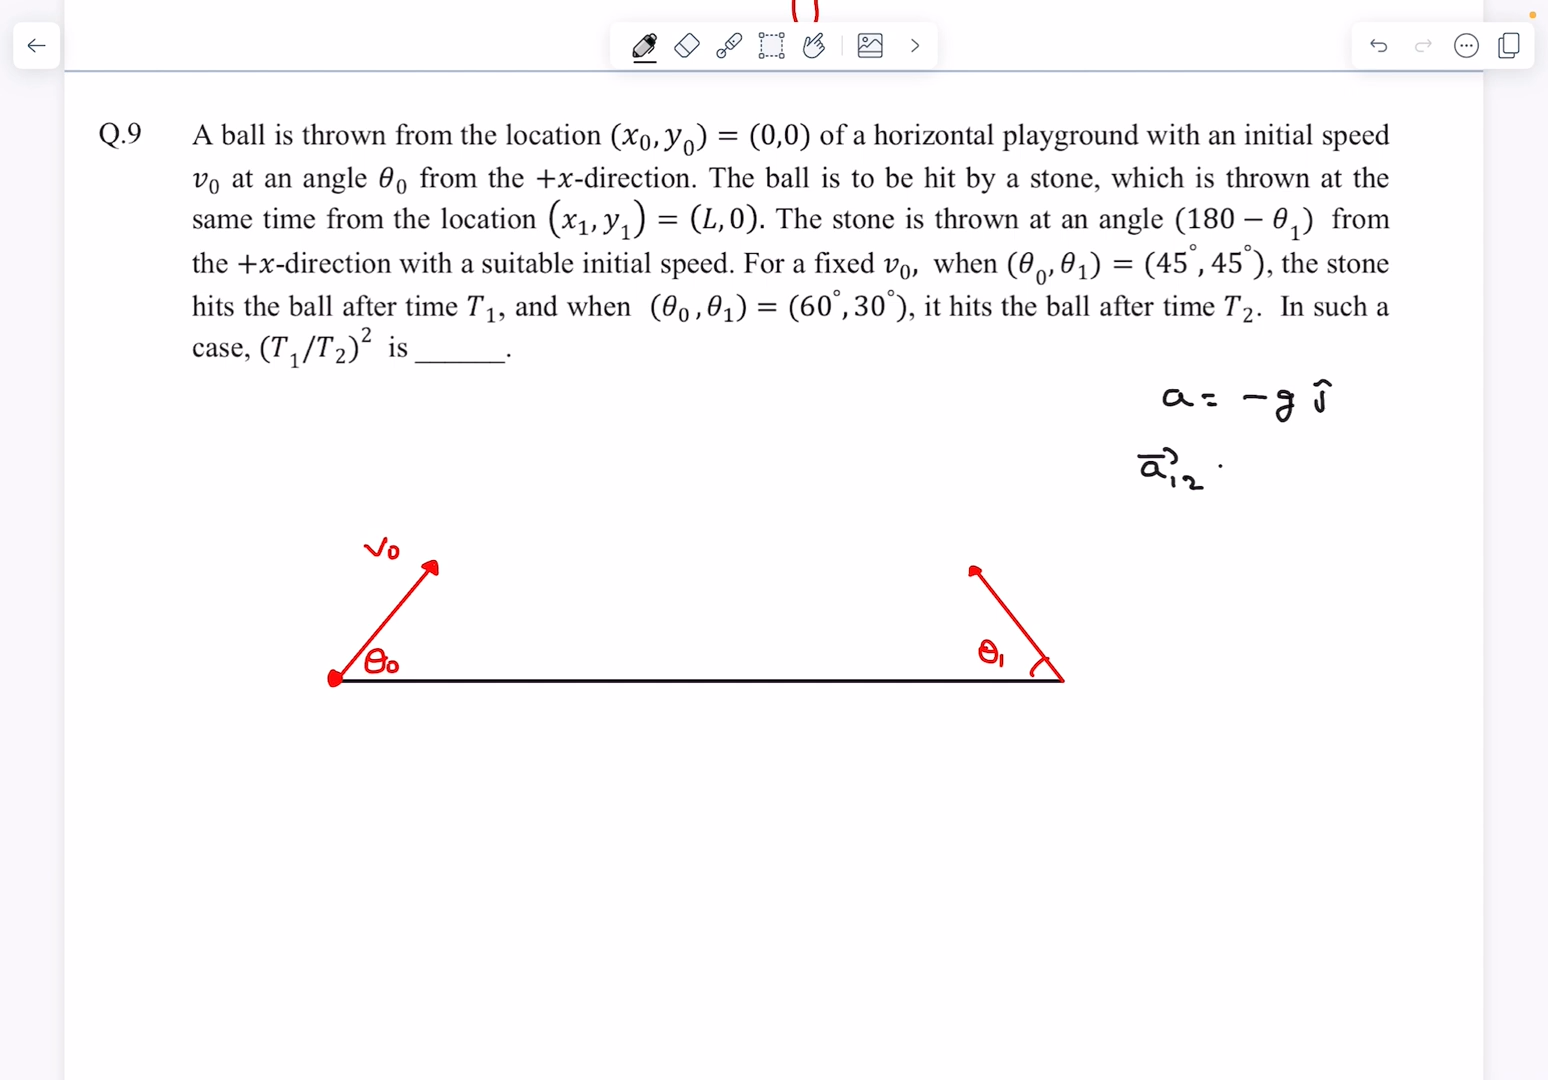 Q.9 A ball is thrown from the location (x₀, y₀) = (0,0) of a horizontal playground with an initial speed
v₀ at an angle θ₀ from the +x-direction. The ball is to be hit by a stone, which is thrown at the
same time from the location (x₁, y₁) = (L, 0). The stone is thrown at an angle (180 − θ₁) from
the +x-direction with a suitable initial speed. For a fixed v₀, when (θ₀, θ₁) = (45°, 45°), the stone
hits the ball after time T₁, and when (θ₀, θ₁) = (60°, 30°), it hits the ball after time T₂. In such a
case, (T₁/T₂)² is ______.
a = −g ĵ
a⃗₁₂
v₀
θ₀
θ₁